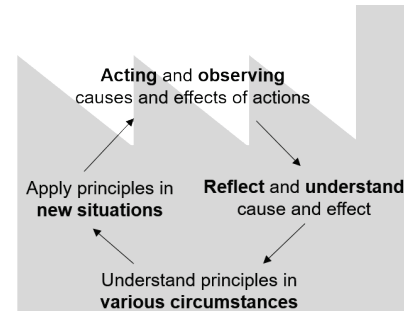 Acting and observing
causes and effects of actions
Reflect and understand
cause and effect
Understand principles in
various circumstances
Apply principles in
new situations